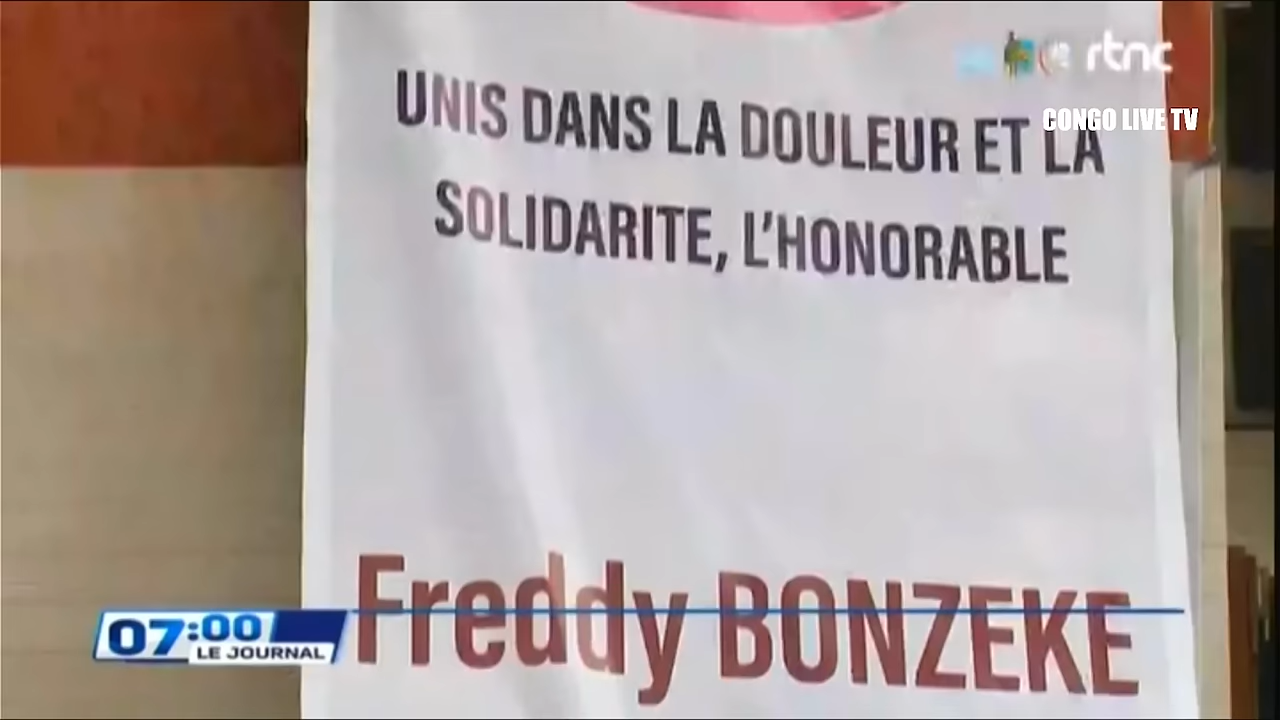 rtnc
CONGO LIVE TV
UNIS DANS LA DOULEUR ET LA
SOLIDARITE, L'HONORABLE
Freddy BONZEKE
07:00
LE JOURNAL